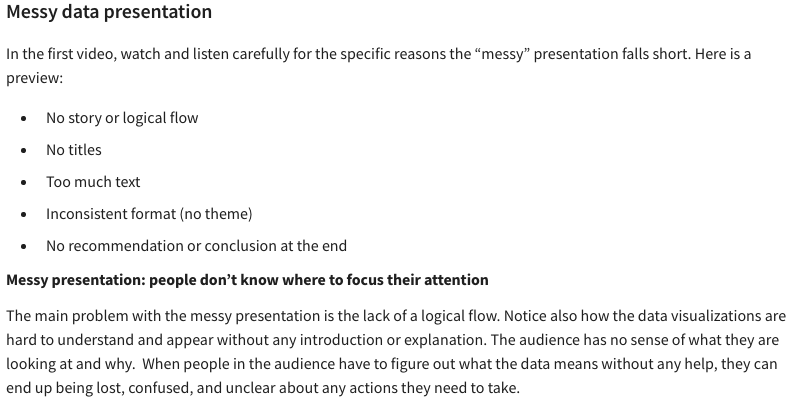 Messy data presentation
In the first video, watch and listen carefully for the specific reasons the “messy” presentation falls short. Here is a
preview:
• No story or logical flow
• No titles
• Too much text
• Inconsistent format (no theme)
• No recommendation or conclusion at the end
Messy presentation: people don’t know where to focus their attention
The main problem with the messy presentation is the lack of a logical flow. Notice also how the data visualizations are
hard to understand and appear without any introduction or explanation. The audience has no sense of what they are
looking at and why.  When people in the audience have to figure out what the data means without any help, they can
end up being lost, confused, and unclear about any actions they need to take.